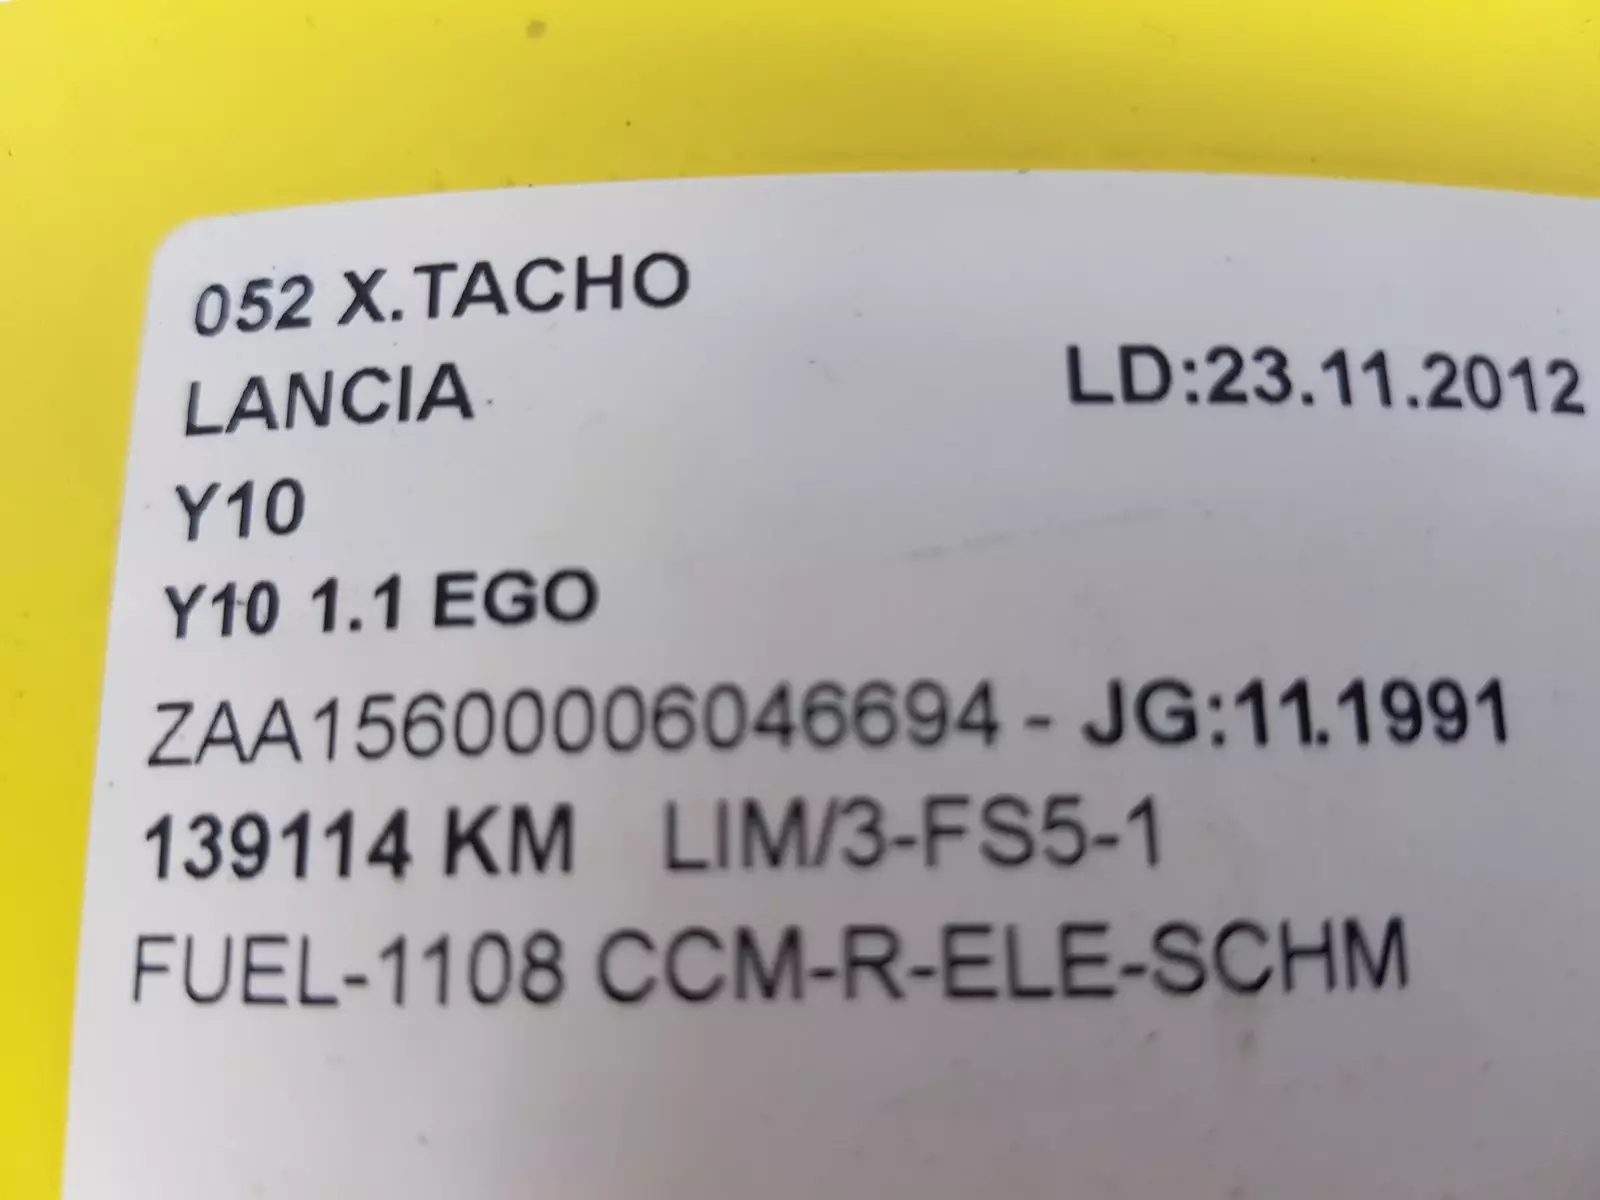 052 X.TACHO
LANCIA
LD:23.11.2012
Y10
Y10 1.1 EGO
ZAA15600006046694 - JG:11.1991
139114 KM LIM/3-FS5-1
FUEL-1108 CCM-R-ELE-SCHM